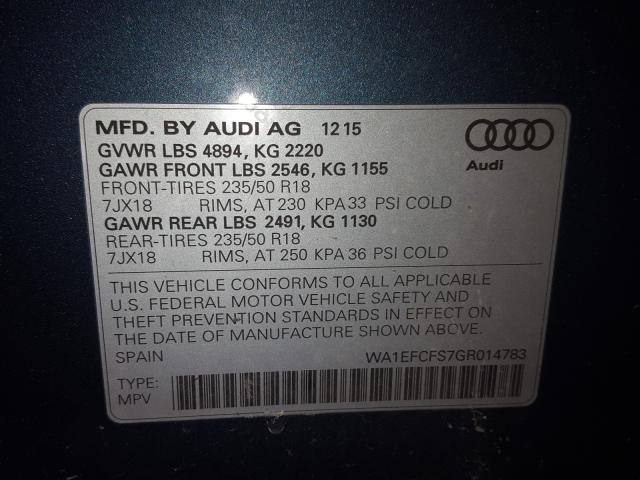 MFD. BY AUDI AG 12 15
GVWR LBS 4894, KG 2220
GAWR FRONT LBS 2546, KG 1155
FRONT-TIRES 235/50 R18
7JX18 RIMS, AT 230 KPA 33 PSI COLD
GAWR REAR LBS 2491, KG 1130
REAR-TIRES 235/50 R18
7JX18 RIMS, AT 250 KPA 36 PSI COLD
Audi
THIS VEHICLE CONFORMS TO ALL APPLICABLE
U.S. FEDERAL MOTOR VEHICLE SAFETY AND
THEFT PREVENTION STANDARDS IN EFFECT ON
THE DATE OF MANUFACTURE SHOWN ABOVE.
SPAIN WA1EFCFS7GR014783
TYPE:
MPV